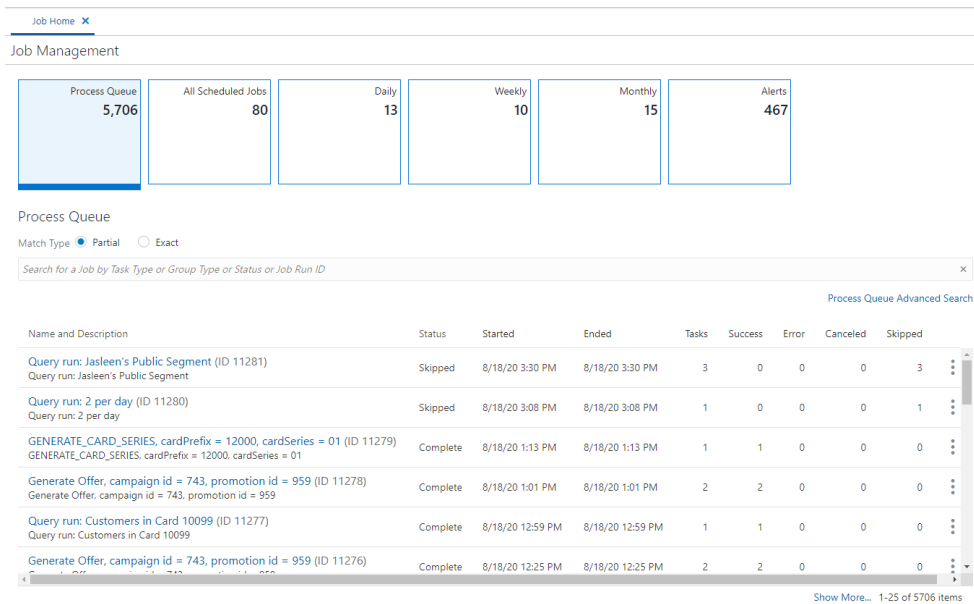 Job Home ×
Job Management
Process Queue All Scheduled Jobs Daily Weekly Monthly Alerts
5,706 80 13 10 15 467
Process Queue
Match Type Partial Exact
Search for a Job by Task Type or Group Type or Status or Job Run ID ×
Process Queue Advanced Search
Name and Description Status Started Ended Tasks Success Error Canceled Skipped
Query run: Jasleen's Public Segment (ID 11281)
Query run: Jasleen's Public Segment
Skipped 8/18/20 3:30 PM 8/18/20 3:30 PM 3 0 0 0 3
Query run: 2 per day (ID 11280)
Query run: 2 per day
Skipped 8/18/20 3:08 PM 8/18/20 3:08 PM 1 0 0 0 1
GENERATE_CARD_SERIES, cardPrefix = 12000, cardSeries = 01 (ID 11279)
GENERATE_CARD_SERIES, cardPrefix = 12000, cardSeries = 01
Complete 8/18/20 1:13 PM 8/18/20 1:13 PM 1 1 0 0 0
Generate Offer, campaign id = 743, promotion id = 959 (ID 11278)
Generate Offer, campaign id = 743, promotion id = 959
Complete 8/18/20 1:01 PM 8/18/20 1:01 PM 2 2 0 0 0
Query run: Customers in Card 10099 (ID 11277)
Query run: Customers in Card 10099
Complete 8/18/20 12:59 PM 8/18/20 12:59 PM 1 1 0 0 0
Generate Offer, campaign id = 743, promotion id = 959 (ID 11276)
Complete 8/18/20 12:25 PM 8/18/20 12:25 PM 2 2 0 0 0
Show More... 1-25 of 5706 items